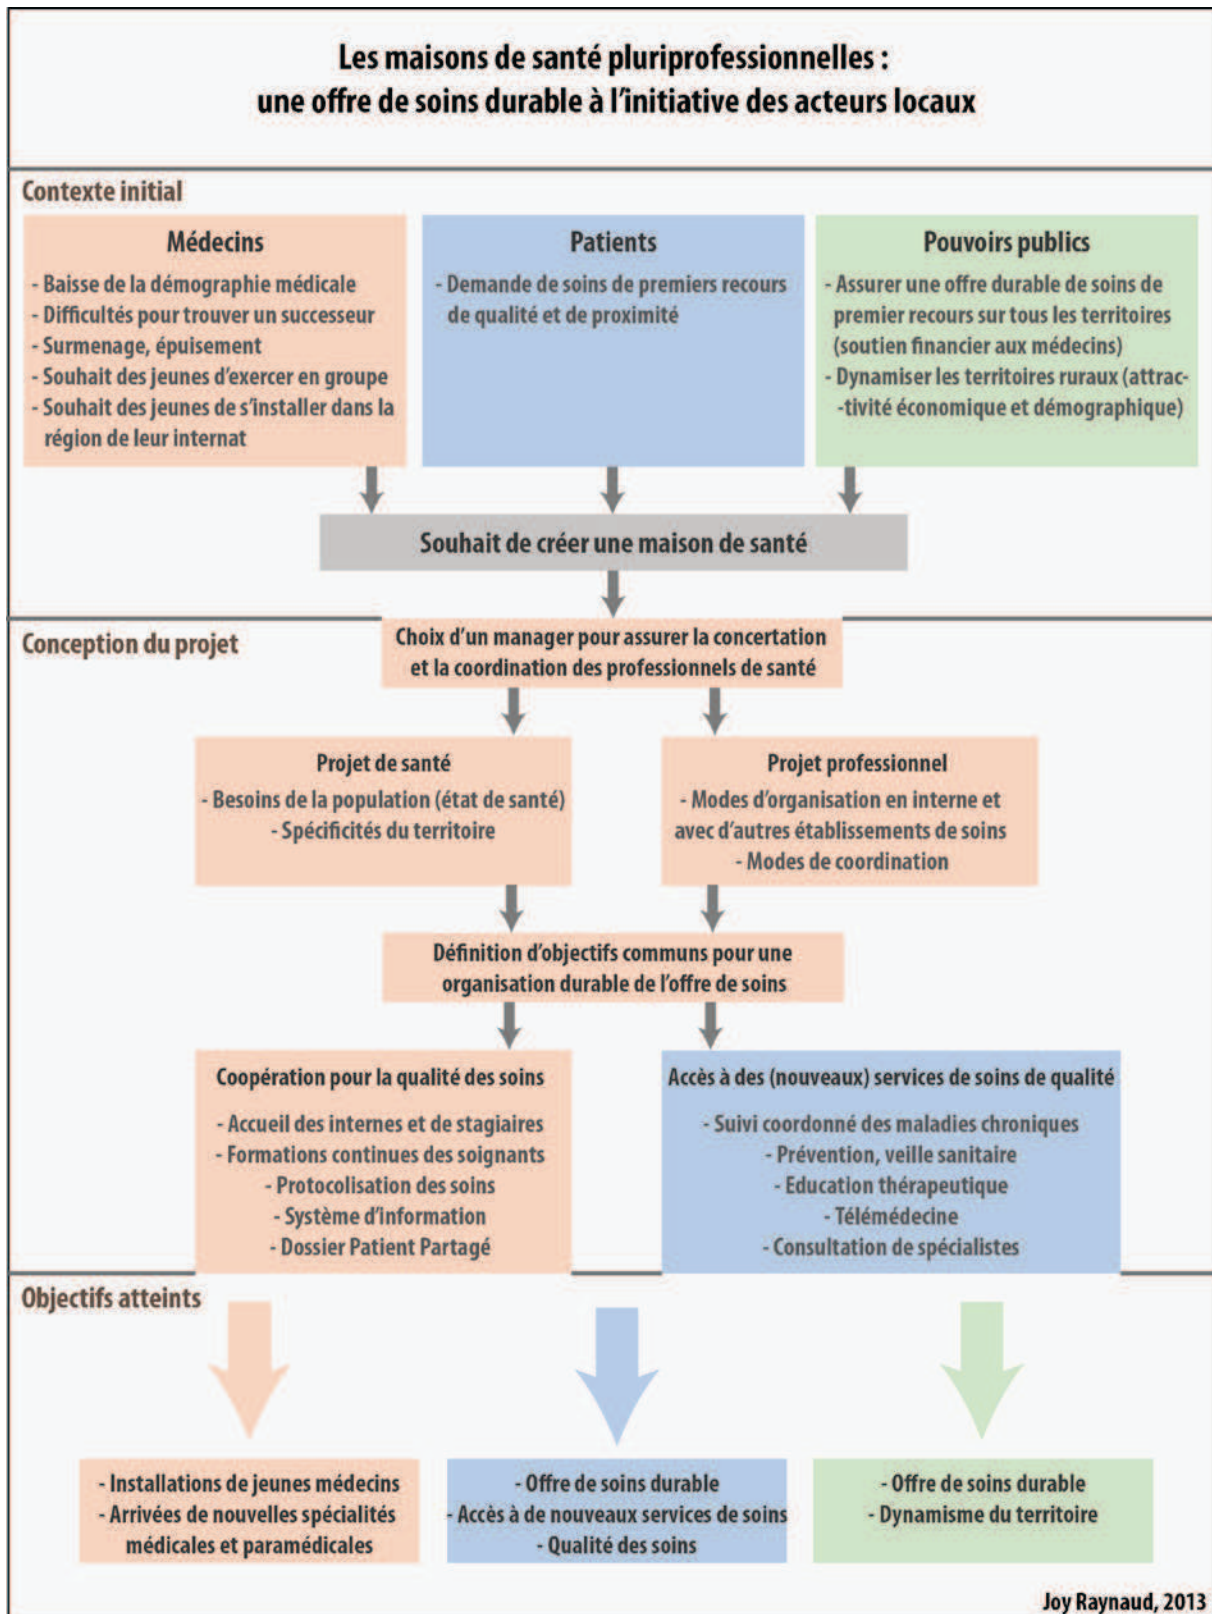 Les maisons de santé pluriprofessionnelles :
une offre de soins durable à l'initiative des acteurs locaux
Contexte initial
Médecins
- Baisse de la démographie médicale
- Difficultés pour trouver un successeur
- Surmenage, épuisement
- Souhait des jeunes d'exercer en groupe
- Souhait des jeunes de s'installer dans la
région de leur internat
Patients
- Demande de soins de premiers recours
de qualité et de proximité
Pouvoirs publics
- Assurer une offre durable de soins de
premier recours sur tous les territoires
(soutien financier aux médecins)
- Dynamiser les territoires ruraux (attrac-
-tivité économique et démographique)
Souhait de créer une maison de santé
Conception du projet
Choix d'un manager pour assurer la concertation
et la coordination des professionnels de santé
Projet de santé
- Besoins de la population (état de santé)
- Spécificités du territoire
Projet professionnel
- Modes d'organisation en interne et
avec d'autres établissements de soins
- Modes de coordination
Définition d'objectifs communs pour une
organisation durable de l'offre de soins
Coopération pour la qualité des soins
- Accueil des internes et de stagiaires
- Formations continues des soignants
- Protocolisation des soins
- Système d'information
- Dossier Patient Partagé
Accès à des (nouveaux) services de soins de qualité
- Suivi coordonné des maladies chroniques
- Prévention, veille sanitaire
- Education thérapeutique
- Télémédecine
- Consultation de spécialistes
Objectifs atteints
- Installations de jeunes médecins
- Arrivées de nouvelles spécialités
médicales et paramédicales
- Offre de soins durable
- Accès à de nouveaux services de soins
- Qualité des soins
- Offre de soins durable
- Dynamisme du territoire
Joy Raynaud, 2013